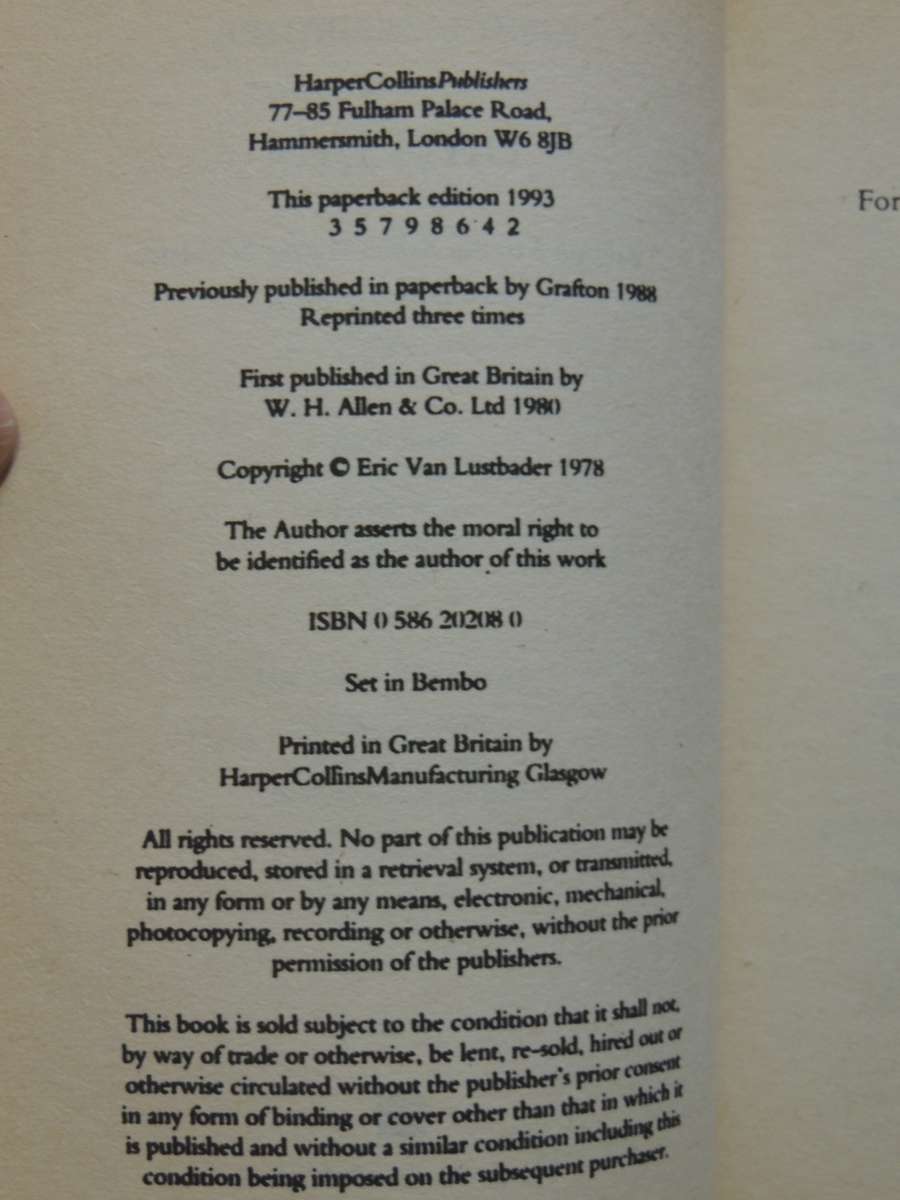 HarperCollinsPublishers
77–85 Fulham Palace Road,
Hammersmith, London W6 8JB
This paperback edition 1993
3 5 7 9 8 6 4 2
Previously published in paperback by Grafton 1988
Reprinted three times
First published in Great Britain by
W. H. Allen & Co. Ltd 1980
Copyright © Eric Van Lustbader 1978
The Author asserts the moral right to
be identified as the author of this work
ISBN 0 586 20208 0
Set in Bembo
Printed in Great Britain by
HarperCollinsManufacturing Glasgow
All rights reserved. No part of this publication may be
reproduced, stored in a retrieval system, or transmitted,
in any form or by any means, electronic, mechanical,
photocopying, recording or otherwise, without the prior
permission of the publishers.
This book is sold subject to the condition that it shall not,
by way of trade or otherwise, be lent, re-sold, hired out or
otherwise circulated without the publisher's prior consent
in any form of binding or cover other than that in which it
is published and without a similar condition including this
condition being imposed on the subsequent purchaser.
For